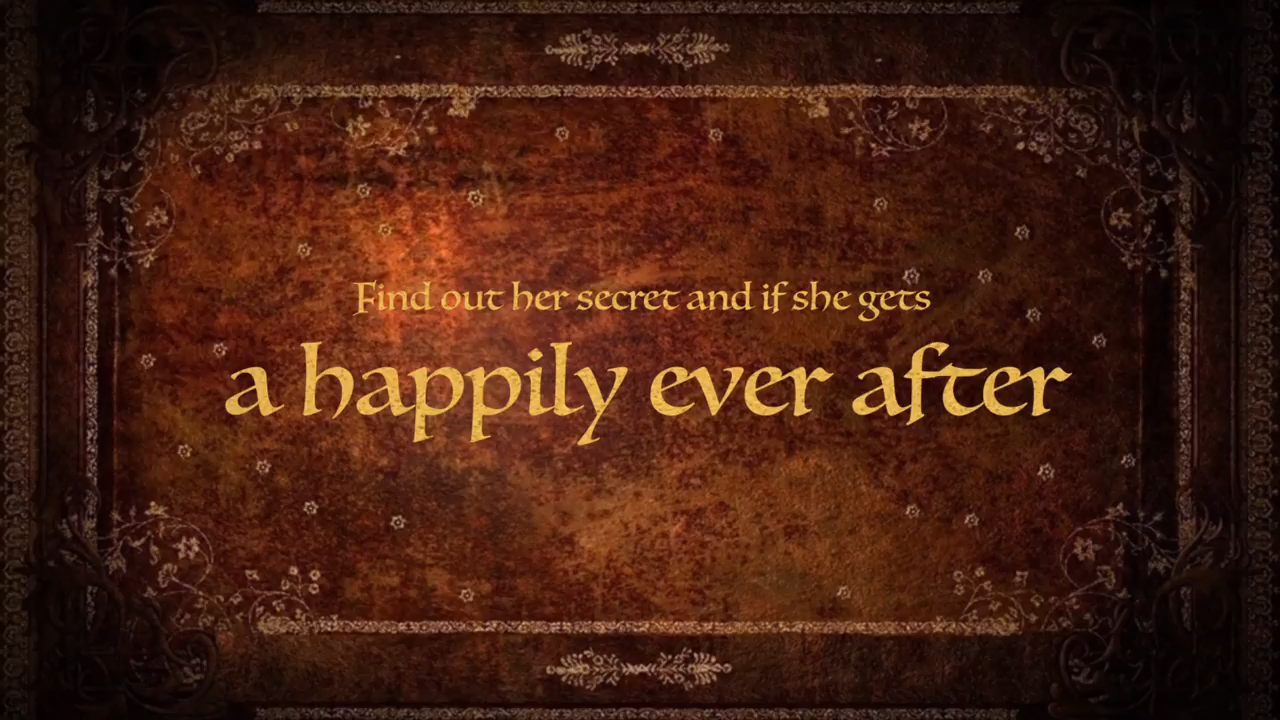 Find out her secret and if she gets
a happily ever after